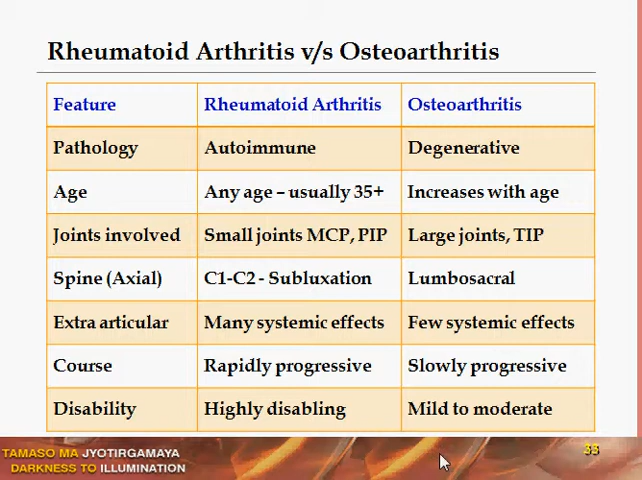 Rheumatoid Arthritis v/s Osteoarthritis
Feature Rheumatoid Arthritis Osteoarthritis
Pathology Autoimmune Degenerative
Age Any age – usually 35+ Increases with age
Joints involved Small joints MCP, PIP Large joints, TIP
Spine (Axial) C1-C2 - Subluxation Lumbosacral
Extra articular Many systemic effects Few systemic effects
Course Rapidly progressive Slowly progressive
Disability Highly disabling Mild to moderate
33
TAMASO MA JYOTIRGAMAYA
DARKNESS TO ILLUMINATION